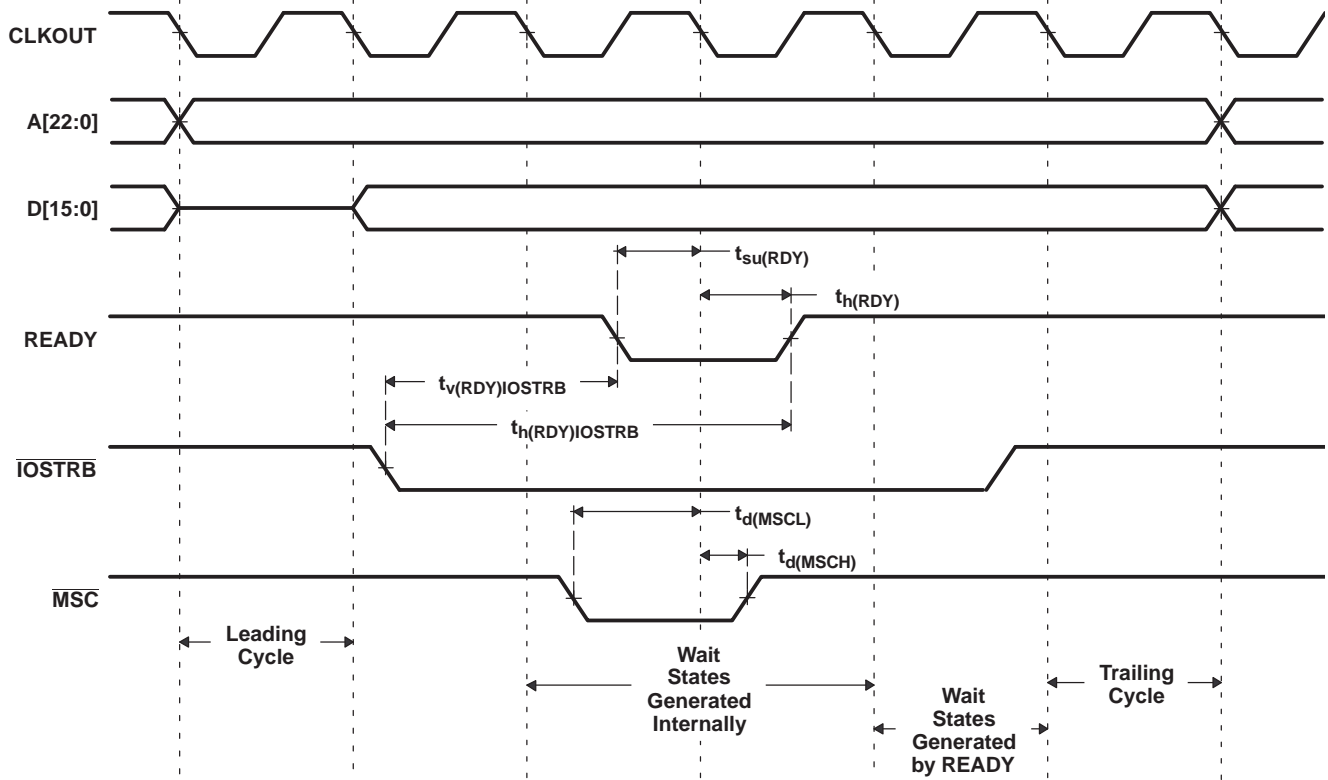 CLKOUT
A[22:0]
D[15:0]
tsu(RDY)
th(RDY)
READY
tv(RDY)IOSTRB
th(RDY)IOSTRB
IOSTRB
td(MSCL)
td(MSCH)
MSC
Leading
Cycle
Wait
States
Generated
Internally
Wait
States
Generated
by READY
Trailing
Cycle